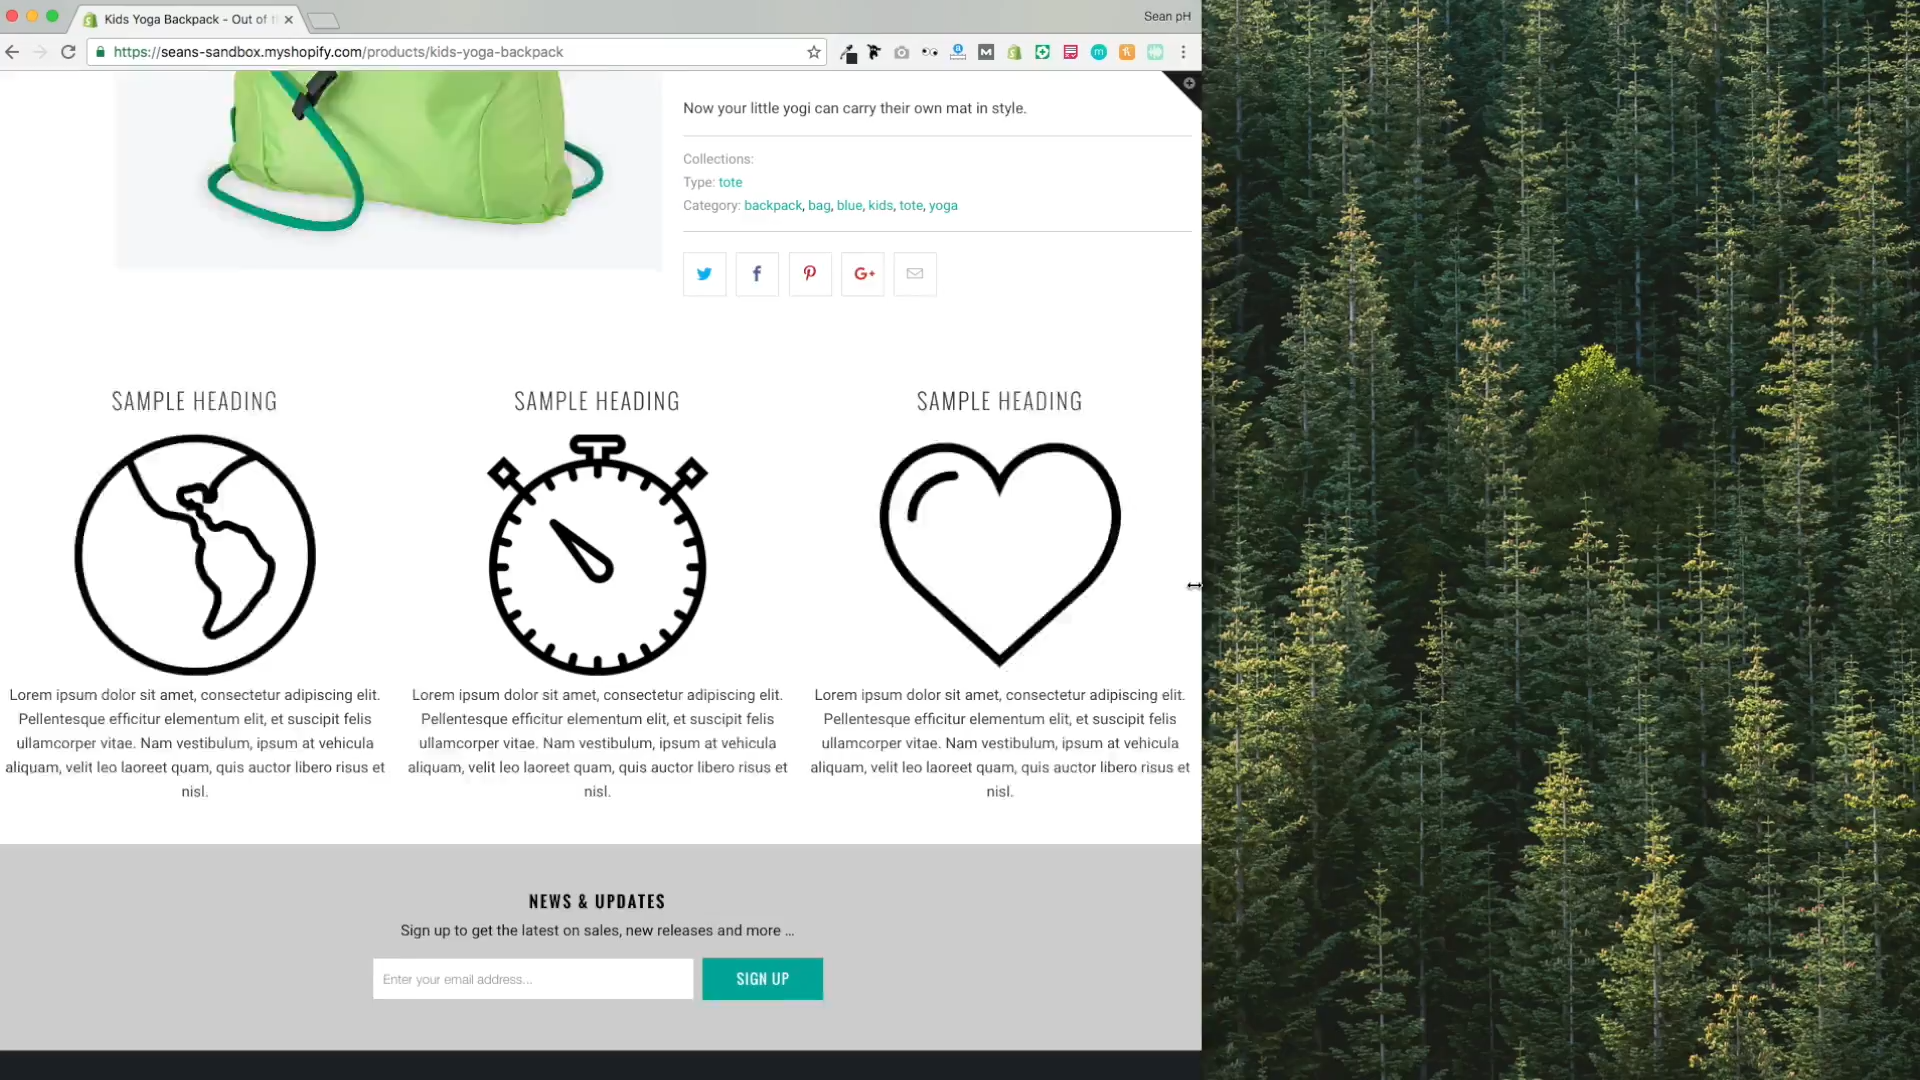 Kids Yoga Backpack - Out of
Sean pH
https://seans-sandbox.myshopify.com/products/kids-yoga-backpack
Now your little yogi can carry their own mat in style.
Collections:
Type: tote
Category: backpack, bag, blue, kids, tote, yoga
SAMPLE HEADING
Lorem ipsum dolor sit amet, consectetur adipiscing elit.
Pellentesque efficitur elementum elit, et suscipit felis
ullamcorper vitae. Nam vestibulum, ipsum at vehicula
aliquam, velit leo laoreet quam, quis auctor libero risus et
nisl.
SAMPLE HEADING
Lorem ipsum dolor sit amet, consectetur adipiscing elit.
Pellentesque efficitur elementum elit, et suscipit felis
ullamcorper vitae. Nam vestibulum, ipsum at vehicula
aliquam, velit leo laoreet quam, quis auctor libero risus et
nisl.
SAMPLE HEADING
Lorem ipsum dolor sit amet, consectetur adipiscing elit.
Pellentesque efficitur elementum elit, et suscipit felis
ullamcorper vitae. Nam vestibulum, ipsum at vehicula
aliquam, velit leo laoreet quam, quis auctor libero risus et
nisl.
NEWS & UPDATES
Sign up to get the latest on sales, new releases and more ...
Enter your email address...
SIGN UP